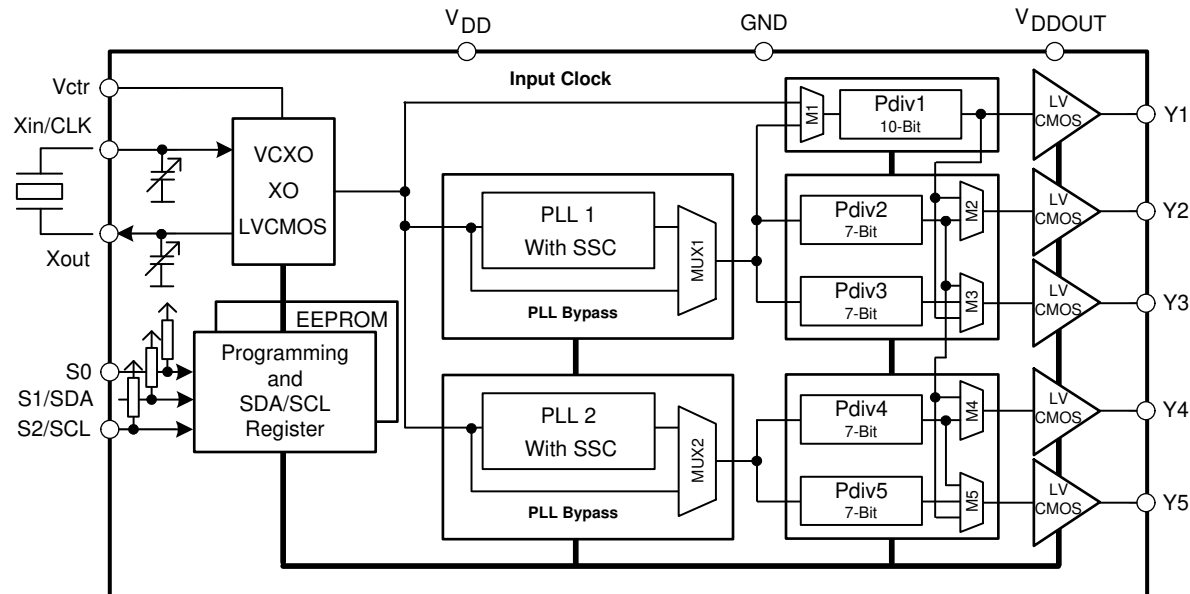 VDD
GND
VDDOUT
Input Clock
Vctr
Xin/CLK
Xout
VCXO
XO
LVCMOS
EEPROM
Programming
and
SDA/SCL
Register
S0
S1/SDA
S2/SCL
PLL 1
With SSC
MUX1
PLL Bypass
PLL 2
With SSC
MUX2
PLL Bypass
M1
Pdiv1
10-Bit
Pdiv2
7-Bit
M2
Pdiv3
7-Bit
M3
Pdiv4
7-Bit
M4
Pdiv5
7-Bit
M5
LV
CMOS
Y1
LV
CMOS
Y2
LV
CMOS
Y3
LV
CMOS
Y4
LV
CMOS
Y5